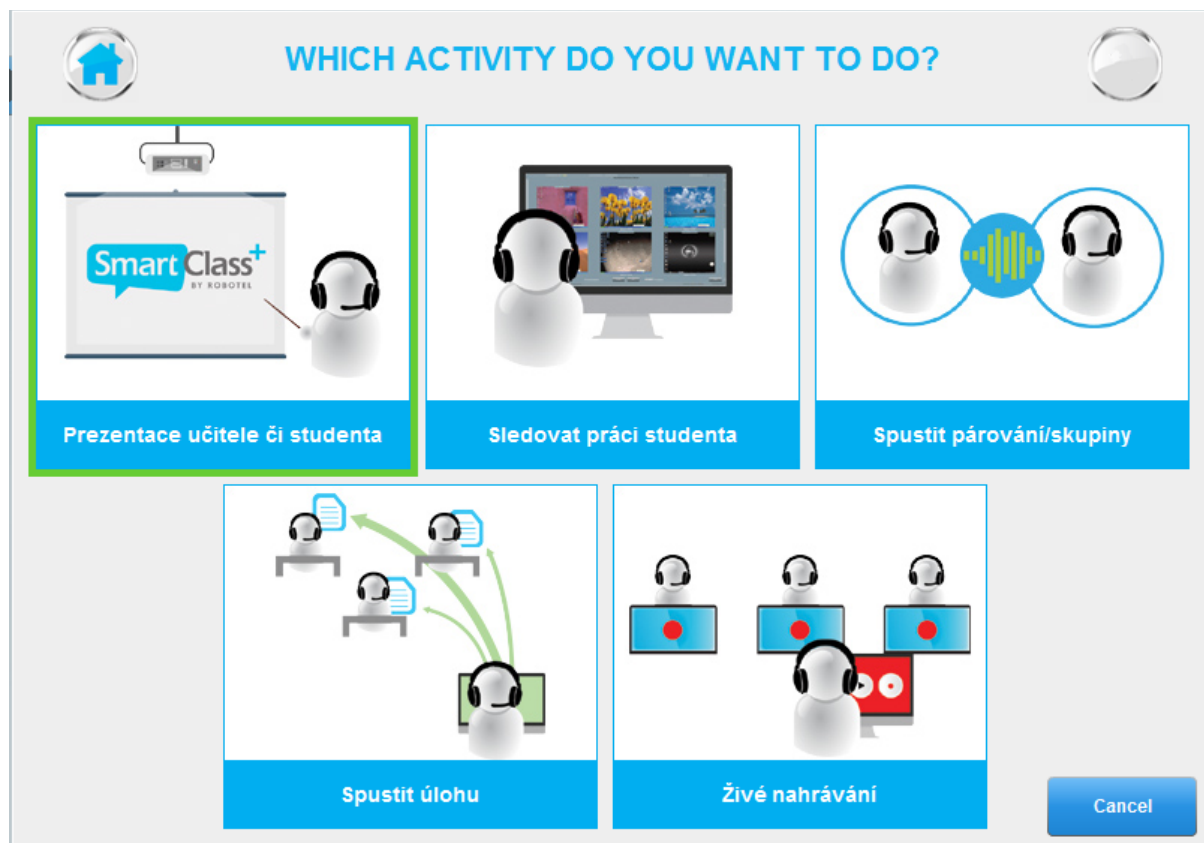 WHICH ACTIVITY DO YOU WANT TO DO?
Smart Class+
BY ROBOTEL
Prezentace učitele či studenta
Sledovat práci studenta
Spustit párování/skupiny
Spustit úlohu
Živé nahrávání
Cancel